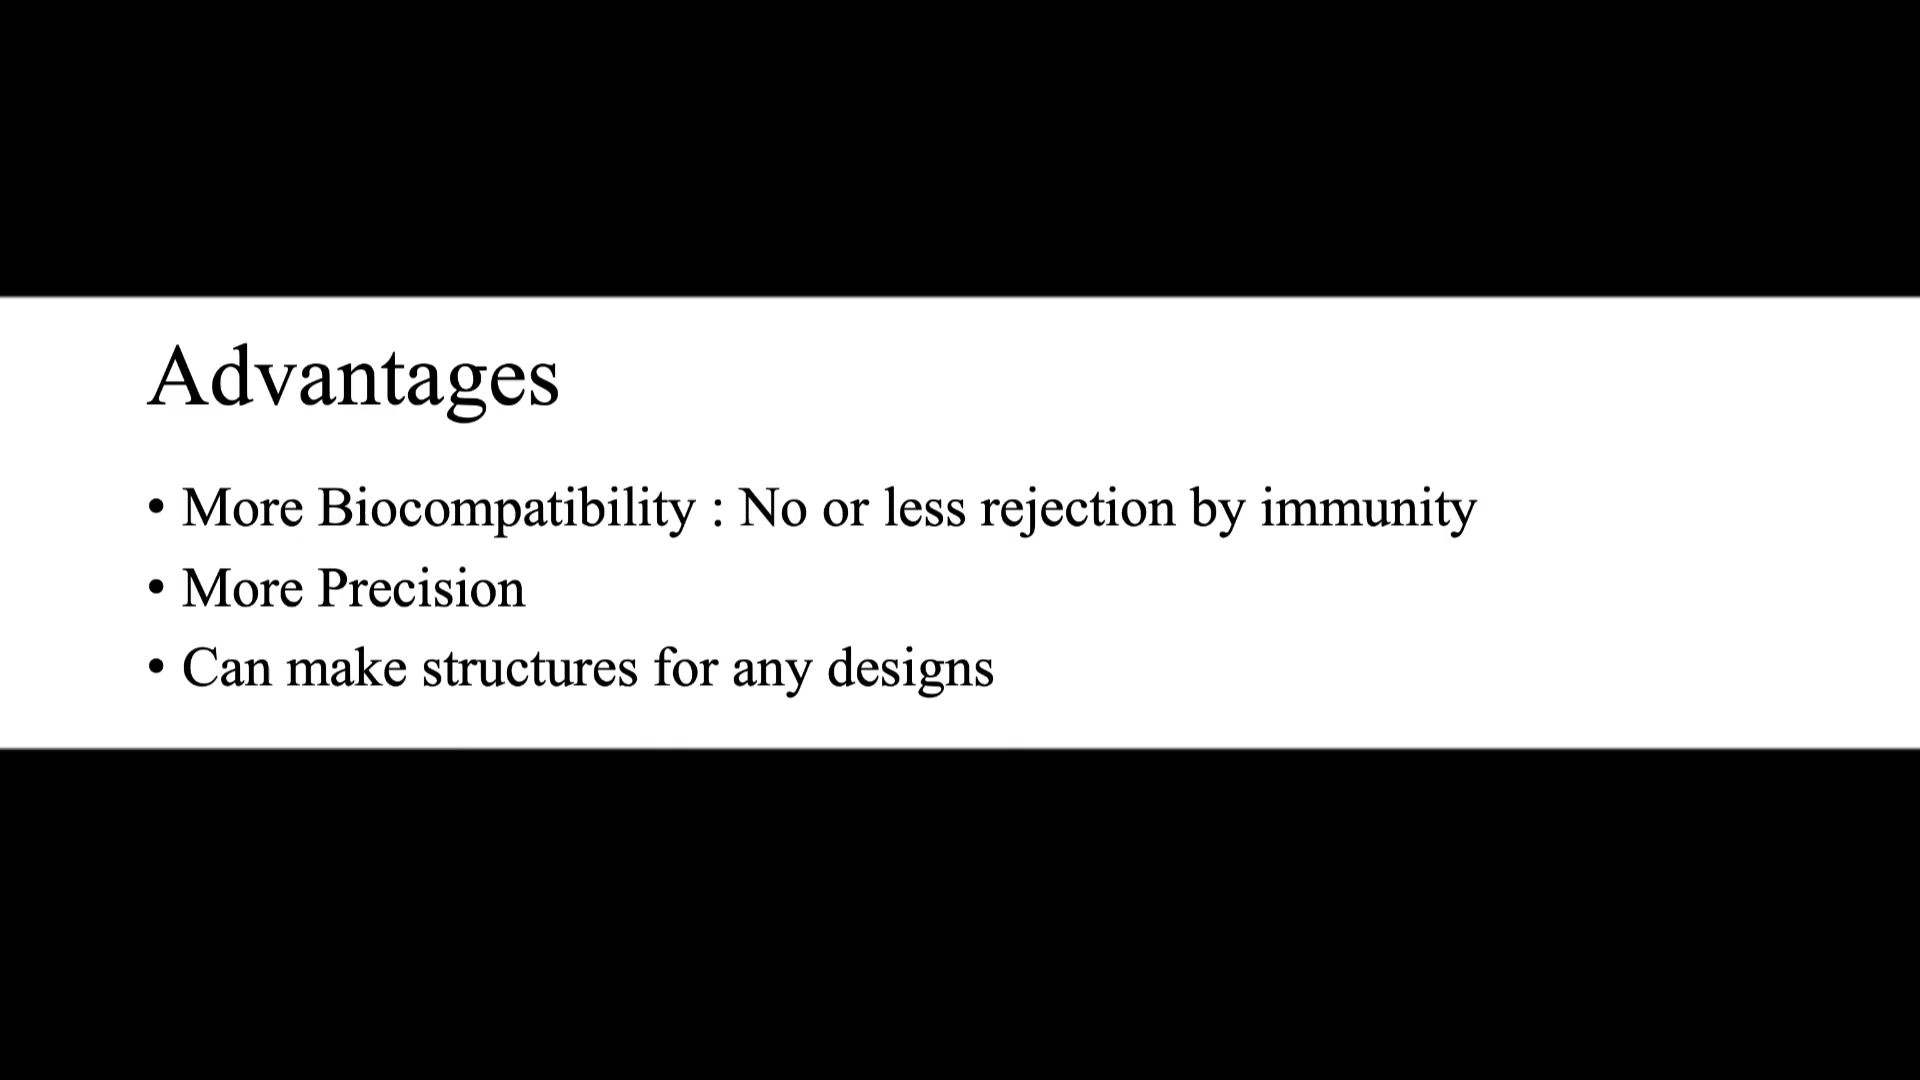 Advantages
• More Biocompatibility : No or less rejection by immunity
• More Precision
• Can make structures for any designs